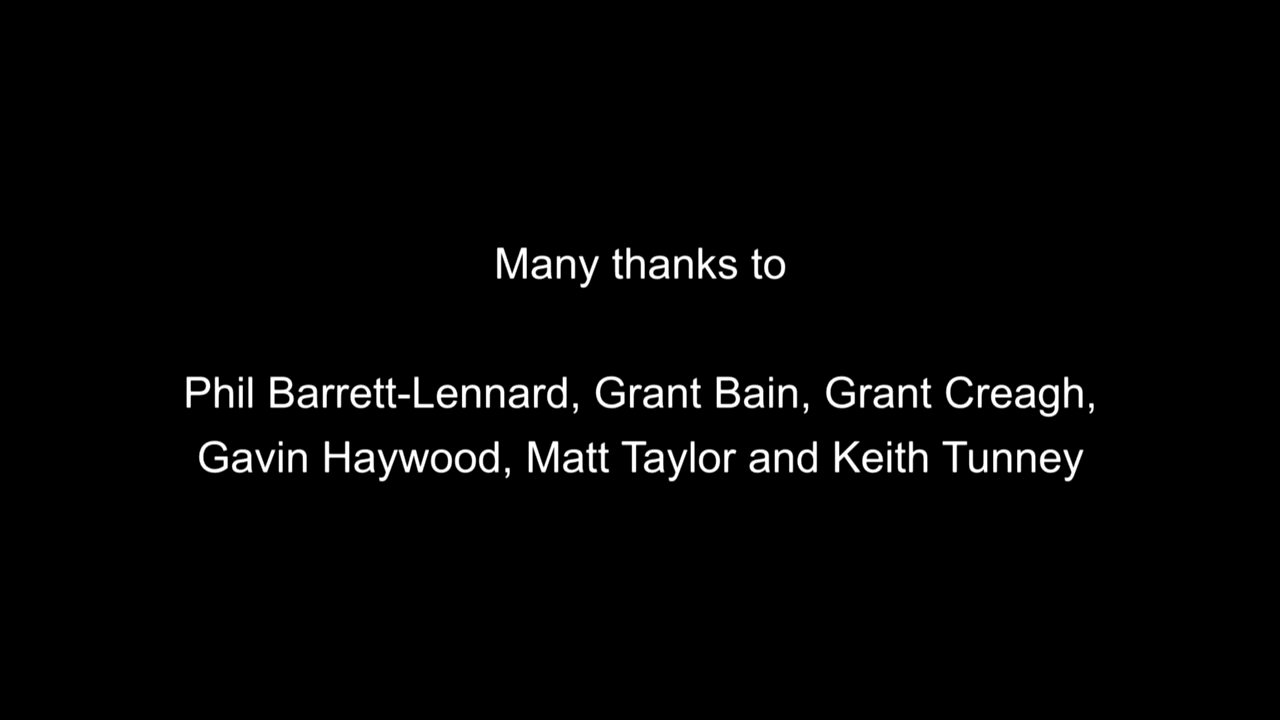 Many thanks to
Phil Barrett-Lennard, Grant Bain, Grant Creagh,
Gavin Haywood, Matt Taylor and Keith Tunney